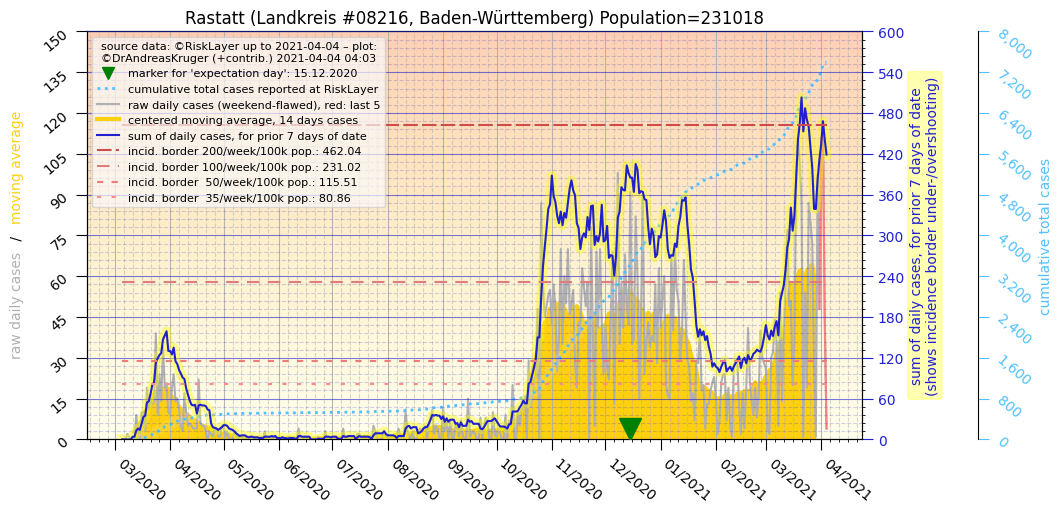 Rastatt (Landkreis #08216, Baden-Württemberg) Population=231018
source data: ©RiskLayer up to 2021-04-04 – plot:
©DrAndreasKruger (+contrib.) 2021-04-04 04:03
marker for 'expectation day': 15.12.2020
cumulative total cases reported at RiskLayer
raw daily cases (weekend-flawed), red: last 5
centered moving average, 14 days cases
sum of daily cases, for prior 7 days of date
incid. border 200/week/100k pop.: 462.04
incid. border 100/week/100k pop.: 231.02
incid. border  50/week/100k pop.: 115.51
incid. border  35/week/100k pop.: 80.86
raw daily cases / moving average
150
135
120
105
90
75
60
45
30
15
0
03/2020
04/2020
05/2020
06/2020
07/2020
08/2020
09/2020
10/2020
11/2020
12/2020
01/2021
02/2021
03/2021
04/2021
600
540
480
420
360
300
240
180
120
60
0
sum of daily cases, for prior 7 days of date
(shows incidence border under-/overshooting)
8,000
7,200
6,400
5,600
4,800
4,000
3,200
2,400
1,600
800
0
cumulative total cases